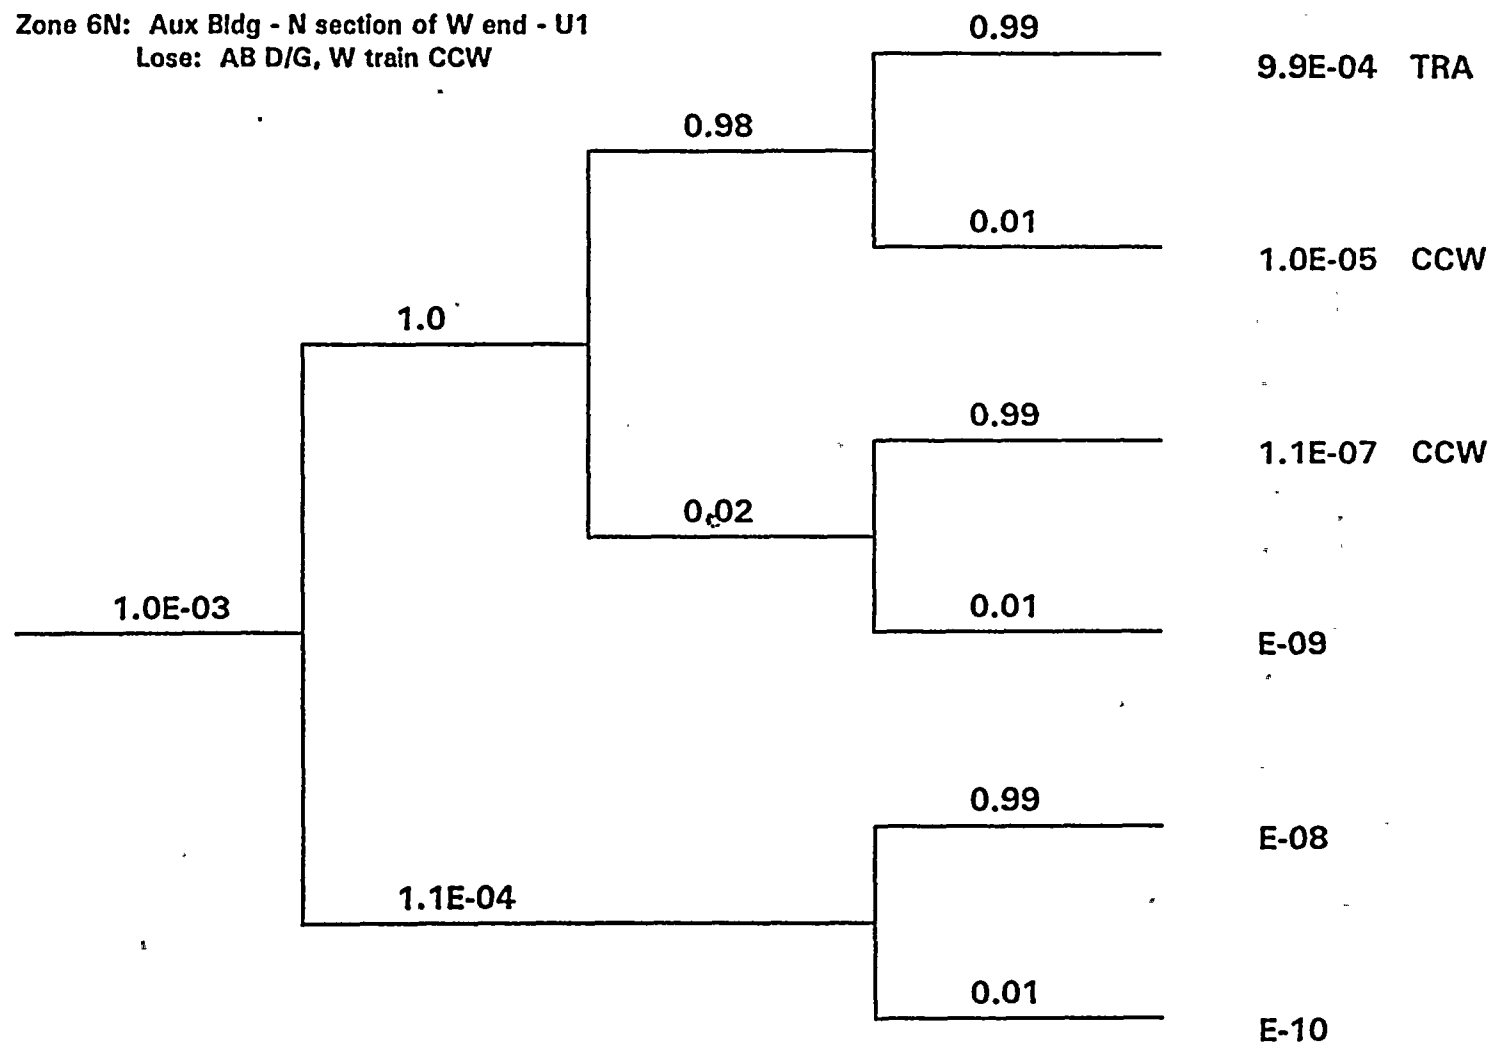 Zone 6N: Aux Bldg - N section of W end - U1
Lose: AB D/G, W train CCW
0.99
9.9E-04 TRA
0.98
0.01
1.0E-05 CCW
1.0
0.99
1.1E-07 CCW
0.02
0.01
1.0E-03
E-09
0.99
E-08
1.1E-04
0.01
E-10